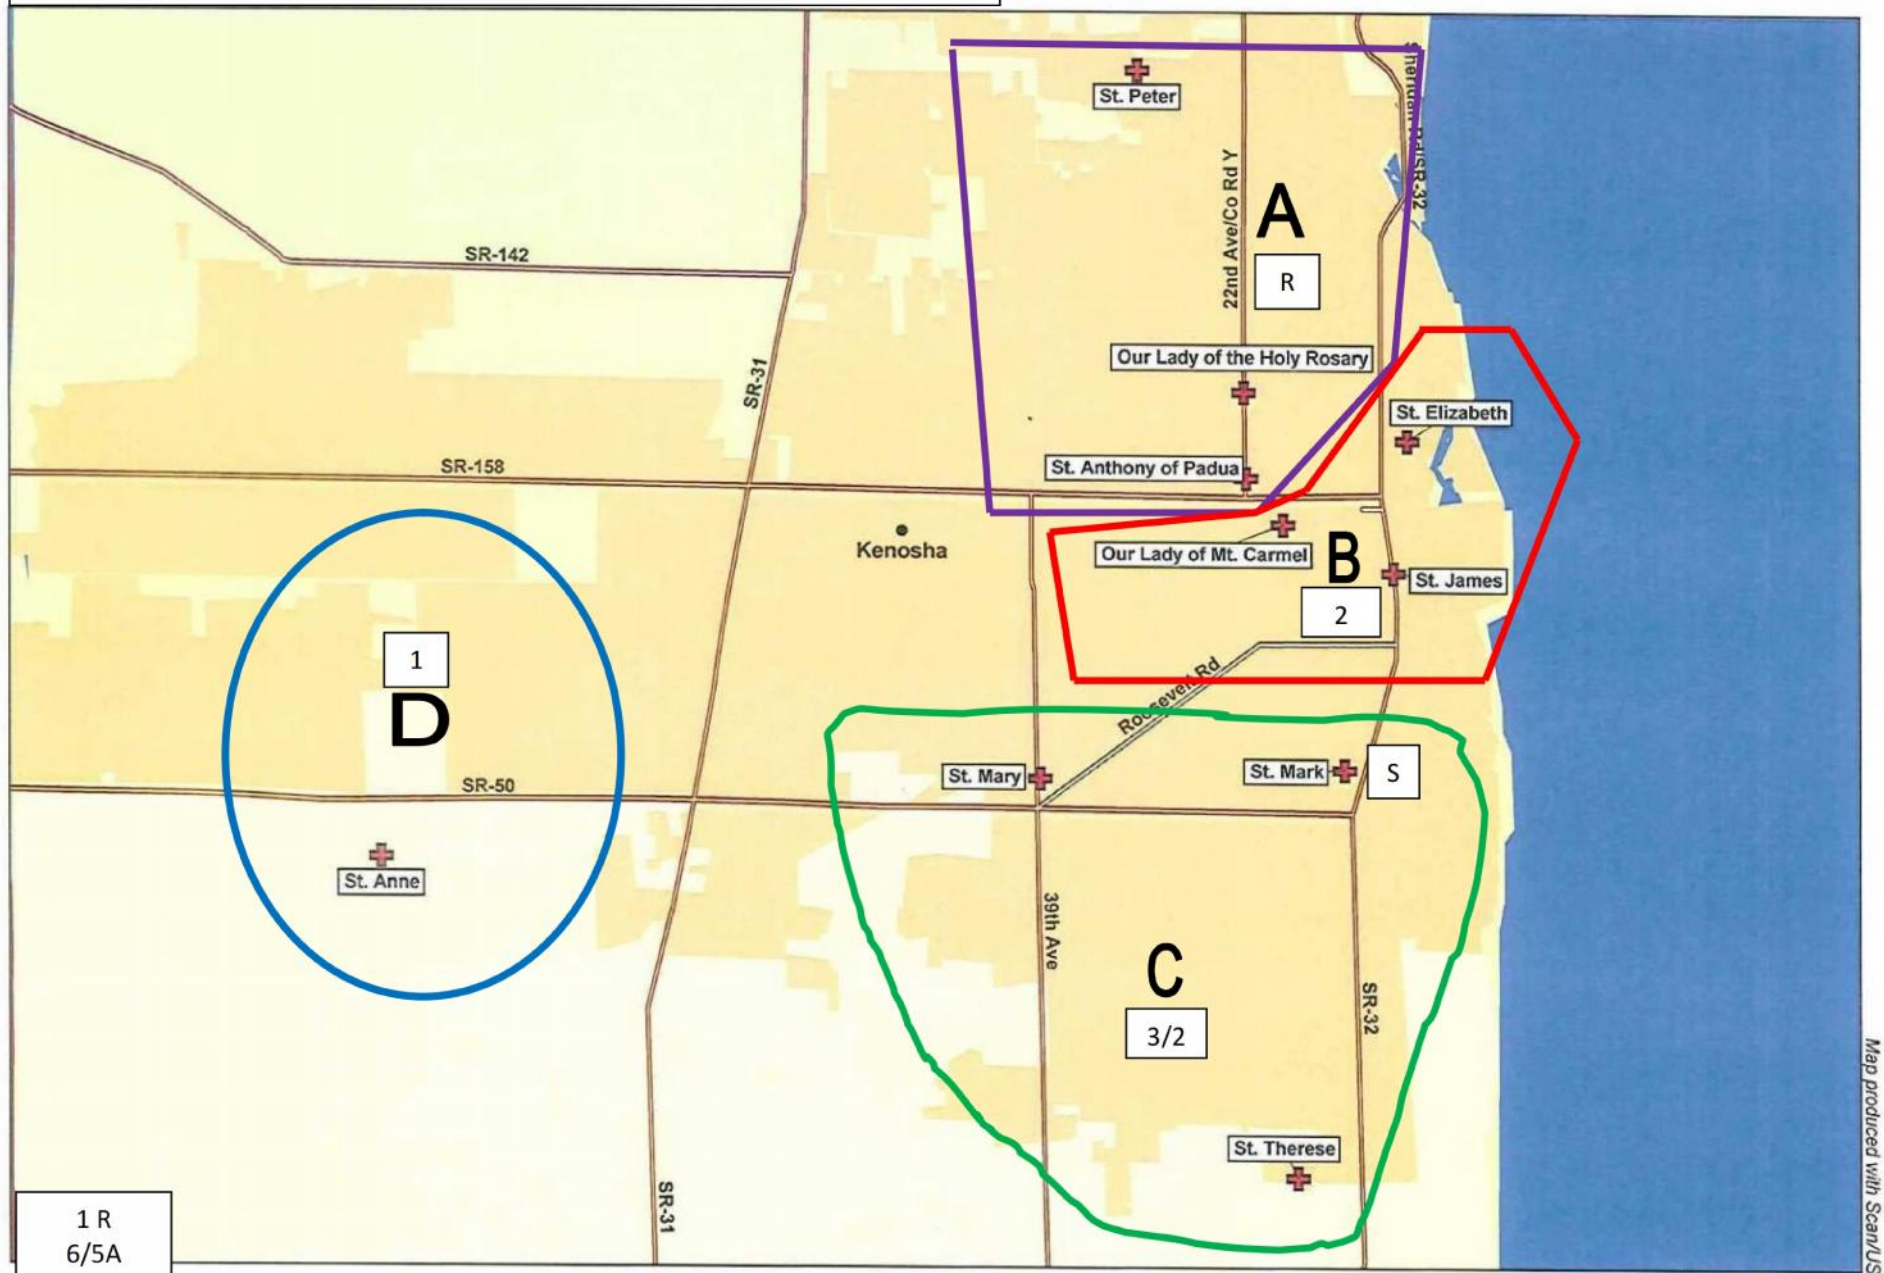 St. Peter
Sheridan Rd/SR-32
22nd Ave/Co Rd Y
A
R
SR-142
Our Lady of the Holy Rosary
SR-31
St. Elizabeth
St. Anthony of Padua
SR-158
Kenosha
Our Lady of Mt. Carmel
B
St. James
2
1
D
Roosevelt Rd
St. Mary
St. Mark
S
SR-50
St. Anne
39th Ave
C
SR-32
3/2
St. Therese
SR-31
1 R
6/5A
Map produced with Scan/US